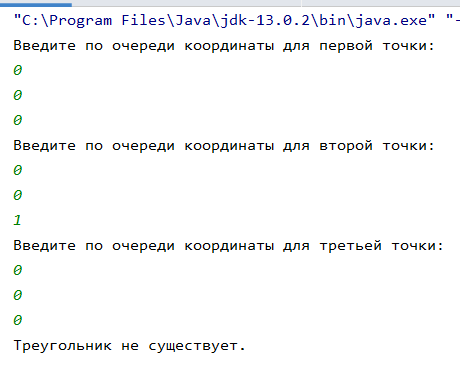 "C:\Program Files\Java\jdk-13.0.2\bin\java.exe" "-
Введите по очереди координаты для первой точки:
0
0
0
Введите по очереди координаты для второй точки:
0
0
1
Введите по очереди координаты для третьей точки:
0
0
0
Треугольник не существует.